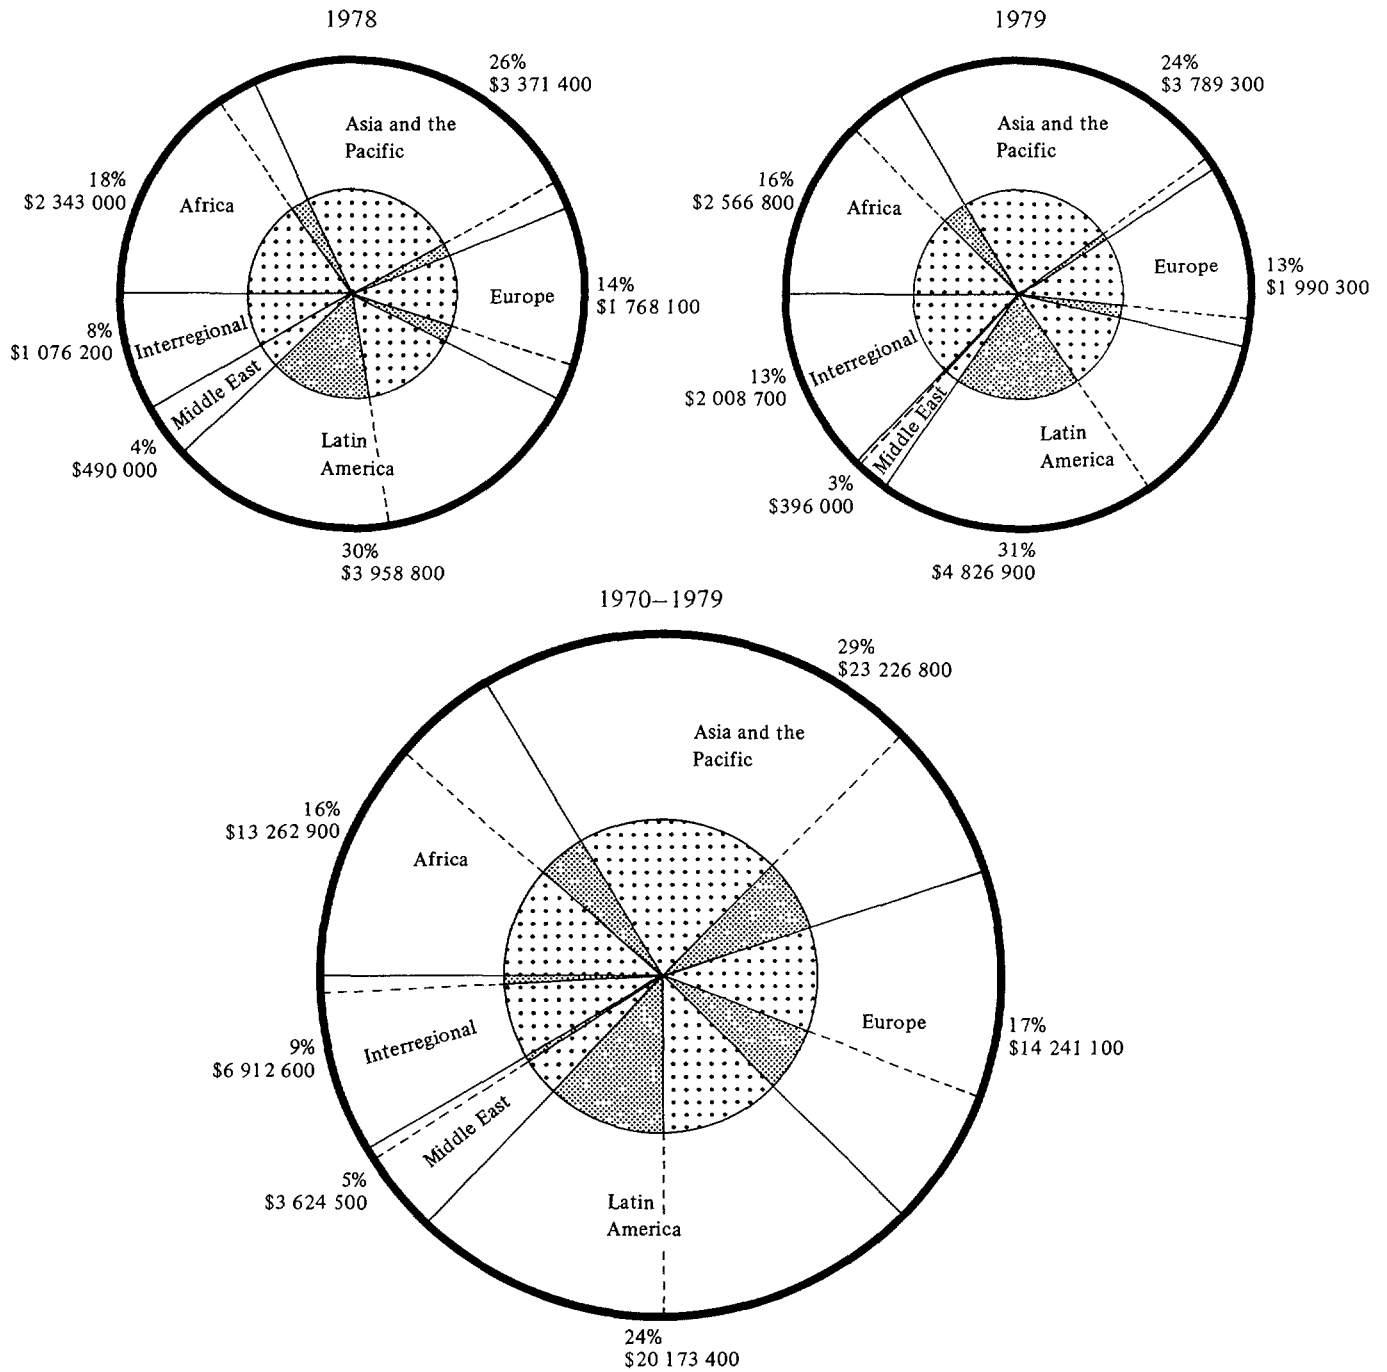 1978
26%
$3 371 400
Asia and the
Pacific
18%
$2 343 000
Africa
14%
$1 768 100
Europe
8%
$1 076 200
Interregional
Middle East
4%
$490 000
Latin
America
30%
$3 958 800
1979
24%
$3 789 300
Asia and the
Pacific
16%
$2 566 800
Africa
13%
$1 990 300
Europe
13%
$2 008 700
Interregional
Middle East
3%
$396 000
Latin
America
31%
$4 826 900
1970–1979
29%
$23 226 800
Asia and the
Pacific
16%
$13 262 900
Africa
17%
$14 241 100
Europe
9%
$6 912 600
Interregional
Middle East
5%
$3 624 500
Latin
America
24%
$20 173 400